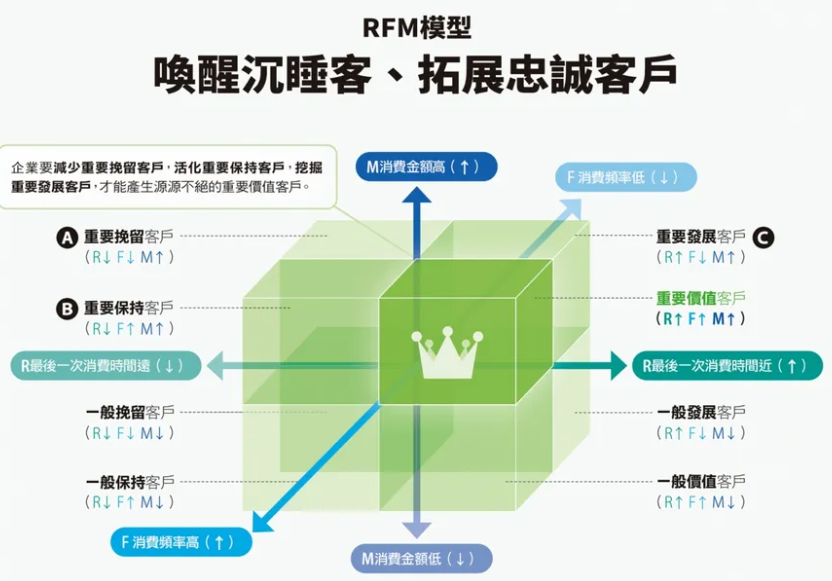 RFM模型
喚醒沉睡客、拓展忠誠客戶
企業要減少重要挽留客戶，活化重要保持客戶，挖掘
重要發展客戶，才能產生源源不絕的重要價值客戶。
M消費金額高（↑）
F 消費頻率低（↓）
A 重要挽留客戶
（R↓ F↓ M↑）
重要發展客戶 C
（R↑ F↓ M↑）
B 重要保持客戶
（R↓ F↑ M↑）
重要價值客戶
（R↑ F↑ M↑）
R最後一次消費時間遠（↓）
R最後一次消費時間近（↑）
一般挽留客戶
（R↓ F↓ M↓）
一般發展客戶
（R↑ F↓ M↓）
一般保持客戶
（R↓ F↑ M↓）
一般價值客戶
（R↑ F↑ M↓）
F 消費頻率高（↑）
M消費金額低（↓）